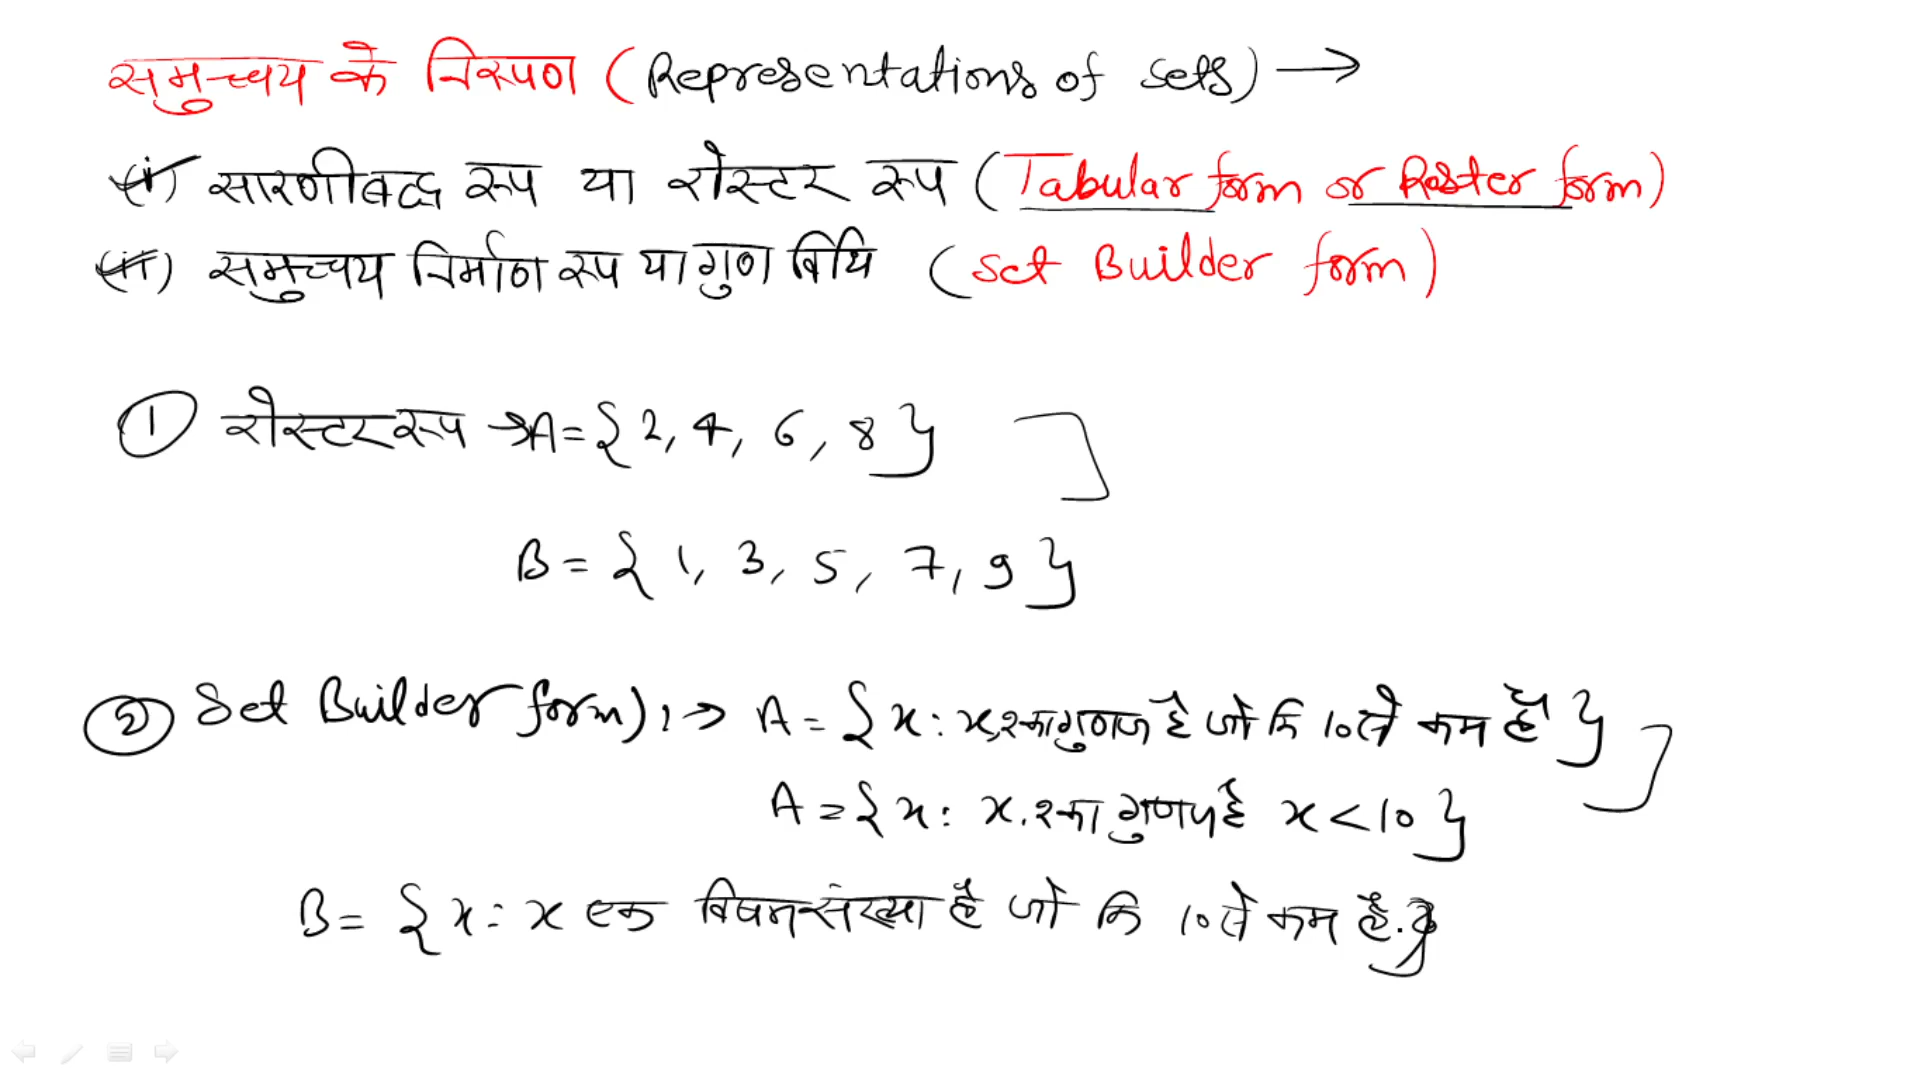 समुच्चय के निरूपण (Representations of sets) →
(i) सारणीबद्ध रूप या रोस्टर रूप (Tabular form or Roster form)
(ii) समुच्चय निर्माण रूप या गुण विधि (Set Builder form)
① रोस्टर रूप → A = { 2, 4, 6, 8 }
B = { 1, 3, 5, 7, 9 }
② Set Builder form) :→ A = { x : x, २ का गुणज है जो कि 10 से कम है }
A = { x : x, २ का गुणज है x < 10 }
B = { x : x एक विषम संख्या है जो कि 10 से कम है. }